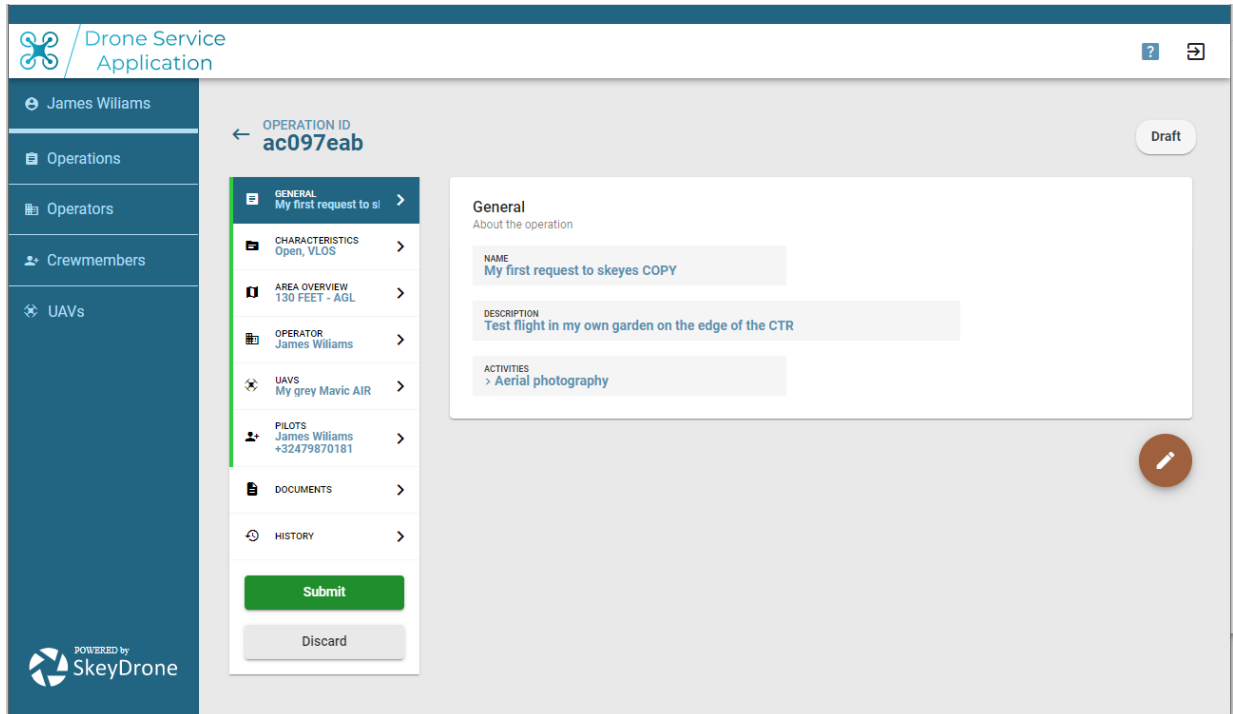 Drone Service
Application
?
James Wiliams
Operations
Operators
Crewmembers
UAVs
POWERED by
SkeyDrone
OPERATION ID
ac097eab
Draft
GENERAL
My first request to sl
CHARACTERISTICS
Open, VLOS
AREA OVERVIEW
130 FEET - AGL
OPERATOR
James Wiliams
UAVS
My grey Mavic AIR
PILOTS
James Wiliams
+32479870181
DOCUMENTS
HISTORY
Submit
Discard
General
About the operation
NAME
My first request to skeyes COPY
DESCRIPTION
Test flight in my own garden on the edge of the CTR
ACTIVITIES
> Aerial photography